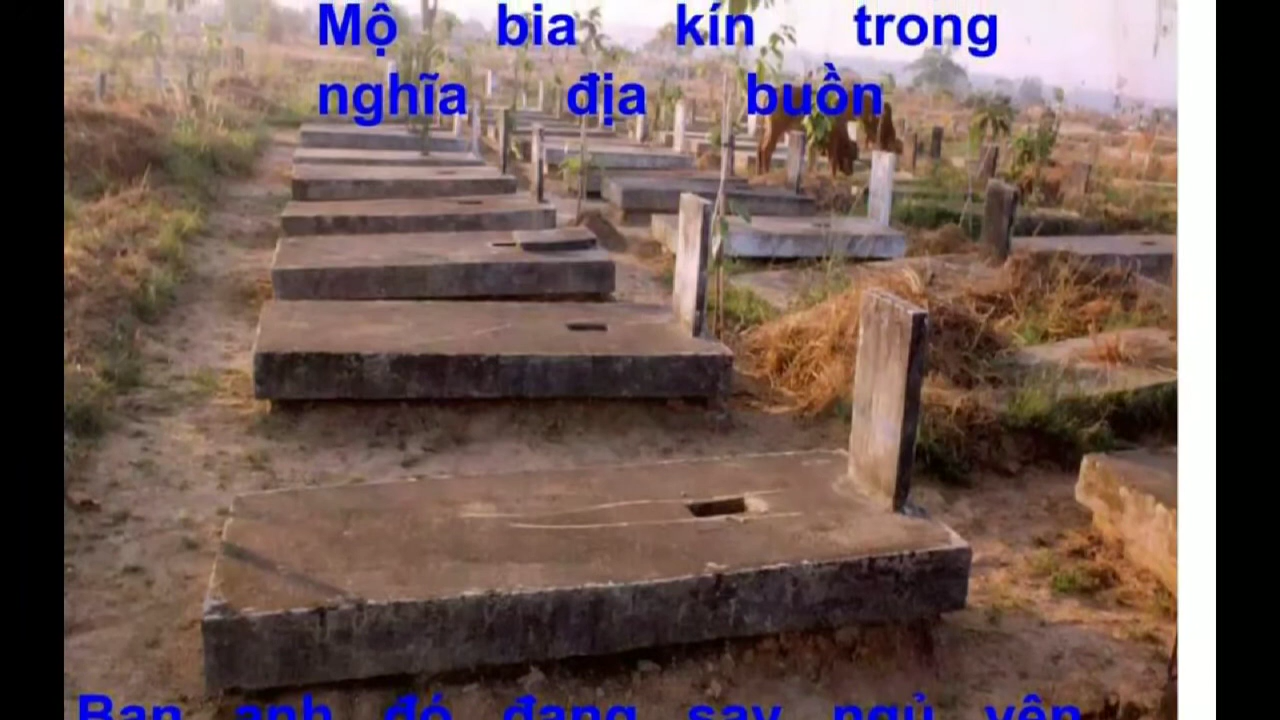 Mộ bia kín trong
nghĩa địa buồn
Bạn anh đó đang say ngủ yên